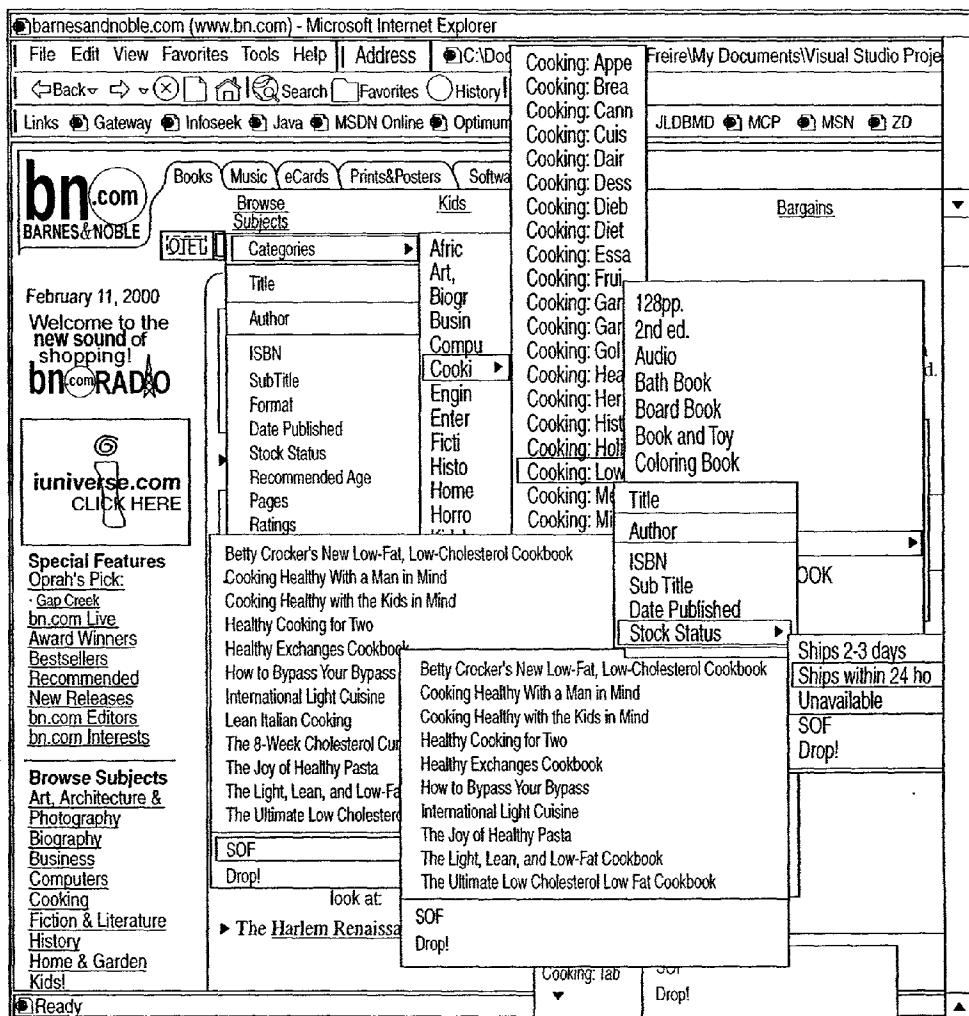 barnesandnoble.com (www.bn.com) - Microsoft Internet Explorer
File Edit View Favorites Tools Help Address C:\Doc Freire\My Documents\Visual Studio Proje
Back Search Favorites History
Links Gateway Infoseek Java MSDN Online Optimum JLDBMD MCP MSN ZD
bn.com
BARNES&NOBLE
Books Music eCards Prints&Posters Softwa
Browse Subjects
Kids
Bargains
Categories
Title
Author
ISBN
SubTitle
Format
Date Published
Stock Status
Recommended Age
Pages
Ratings
Afric
Art,
Biogr
Busin
Compu
Cooki
Engin
Enter
Ficti
Histo
Home
Horro
Cooking: Appe
Cooking: Brea
Cooking: Cann
Cooking: Cuis
Cooking: Dair
Cooking: Dess
Cooking: Dieb
Cooking: Diet
Cooking: Essa
Cooking: Frui
Cooking: Gar
Cooking: Gar
Cooking: Gol
Cooking: Hea
Cooking: Her
Cooking: Hist
Cooking: Holi
Cooking: Low
Cooking: Me
Cooking: Mi
128pp.
2nd ed.
Audio
Bath Book
Board Book
Book and Toy
Coloring Book
OOK
d.
Title
Author
ISBN
Sub Title
Date Published
Stock Status
Ships 2-3 days
Ships within 24 ho
Unavailable
SOF
Drop!
February 11, 2000
Welcome to the
new sound of
shopping!
bn.com RADIO
iuniverse.com
CLICK HERE
Special Features
Oprah's Pick:
· Gap Creek
bn.com Live
Award Winners
Bestsellers
Recommended
New Releases
bn.com Editors
bn.com Interests
Browse Subjects
Art, Architecture &
Photography
Biography
Business
Computers
Cooking
Fiction & Literature
History
Home & Garden
Kids!
Betty Crocker's New Low-Fat, Low-Cholesterol Cookbook
Cooking Healthy With a Man in Mind
Cooking Healthy with the Kids in Mind
Healthy Cooking for Two
Healthy Exchanges Cookbook
How to Bypass Your Bypass
International Light Cuisine
Lean Italian Cooking
The 8-Week Cholesterol Cur
The Joy of Healthy Pasta
The Light, Lean, and Low-Fa
The Ultimate Low Cholestero
SOF
Drop!
Betty Crocker's New Low-Fat, Low-Cholesterol Cookbook
Cooking Healthy With a Man in Mind
Cooking Healthy with the Kids in Mind
Healthy Cooking for Two
Healthy Exchanges Cookbook
How to Bypass Your Bypass
International Light Cuisine
The Joy of Healthy Pasta
The Light, Lean, and Low-Fat Cookbook
The Ultimate Low Cholesterol Low Fat Cookbook
SOF
Drop!
look at:
The Harlem Renaissa
Cooking: Tab
SOF
Drop!
Ready